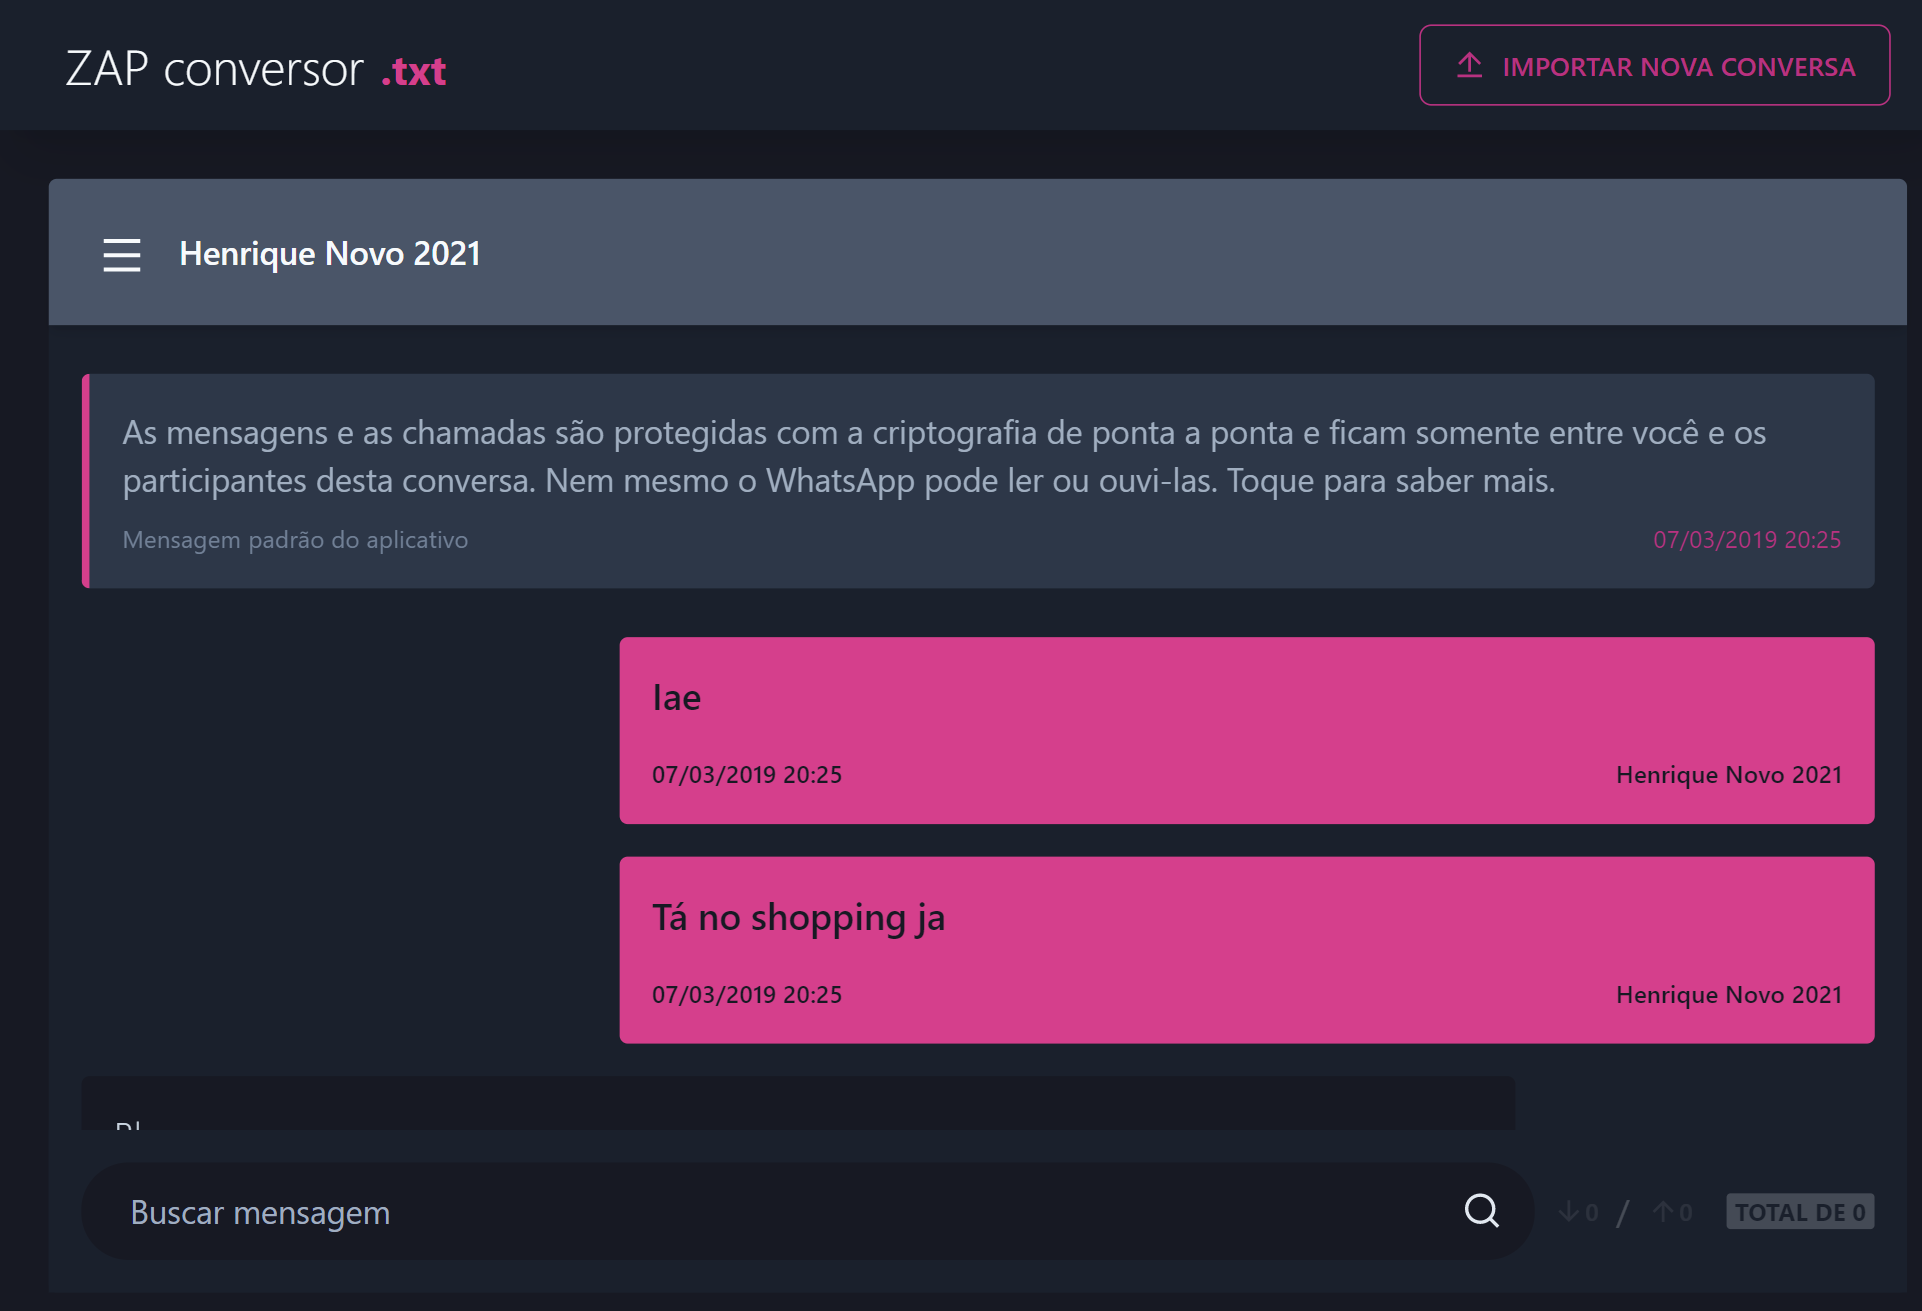 ZAP conversor .txt
IMPORTAR NOVA CONVERSA
Henrique Novo 2021
As mensagens e as chamadas são protegidas com a criptografia de ponta a ponta e ficam somente entre você e os
participantes desta conversa. Nem mesmo o WhatsApp pode ler ou ouvi-las. Toque para saber mais.
Mensagem padrão do aplicativo 07/03/2019 20:25
Iae
07/03/2019 20:25 Henrique Novo 2021
Tá no shopping ja
07/03/2019 20:25 Henrique Novo 2021
Buscar mensagem
0 / 0 TOTAL DE 0